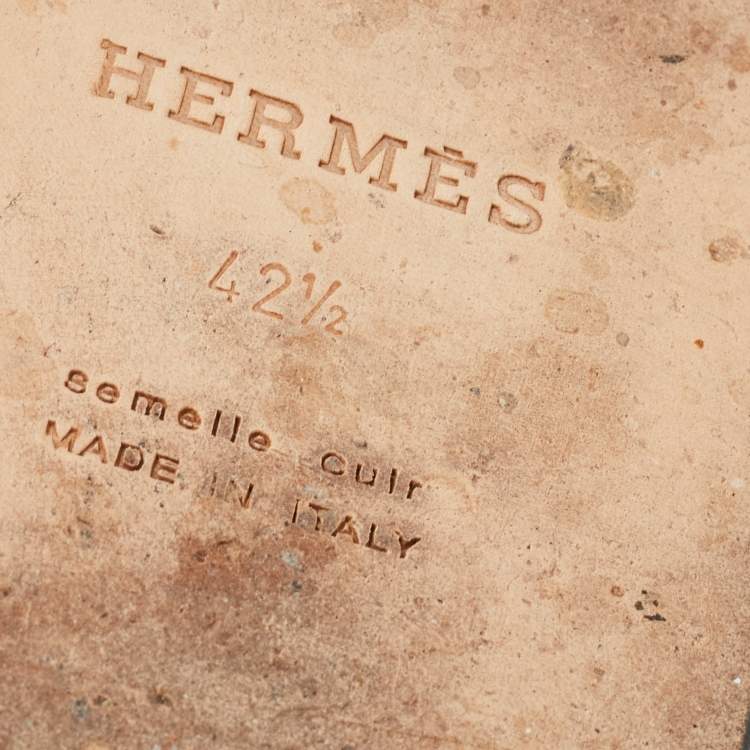 HERMÈS
42½
semelle cuir
MADE IN ITALY